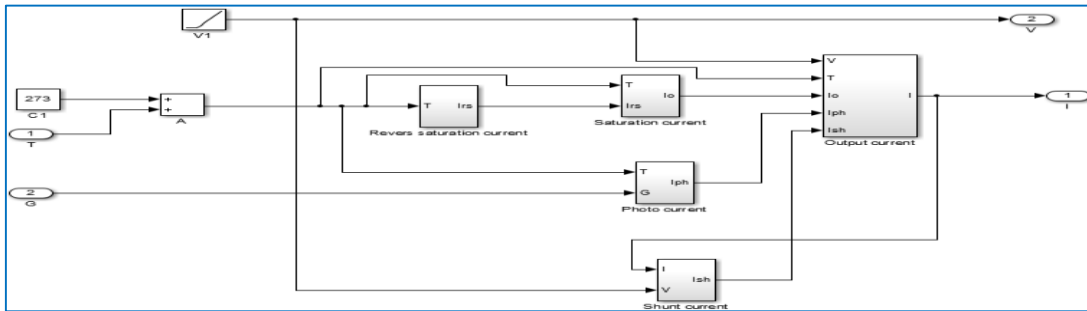 V1
2
V
273
C1
+
+
A
1
T
T
Irs
Revers saturation current
T
Irs
Io
Saturation current
V
T
Io
Iph
Ish
I
Output current
1
I
2
G
T
G
Iph
Photo current
I
V
Ish
Shunt current